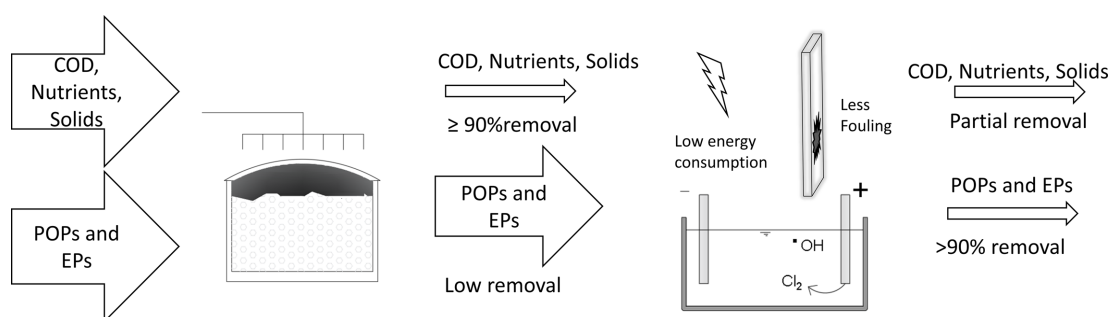 COD,
Nutrients,
Solids
POPs and
EPs
COD, Nutrients, Solids
≥ 90%removal
POPs and
EPs
Low removal
Low energy
consumption
Less
Fouling
–
+
▪ OH
Cl₂
COD, Nutrients, Solids
Partial removal
POPs and EPs
>90% removal